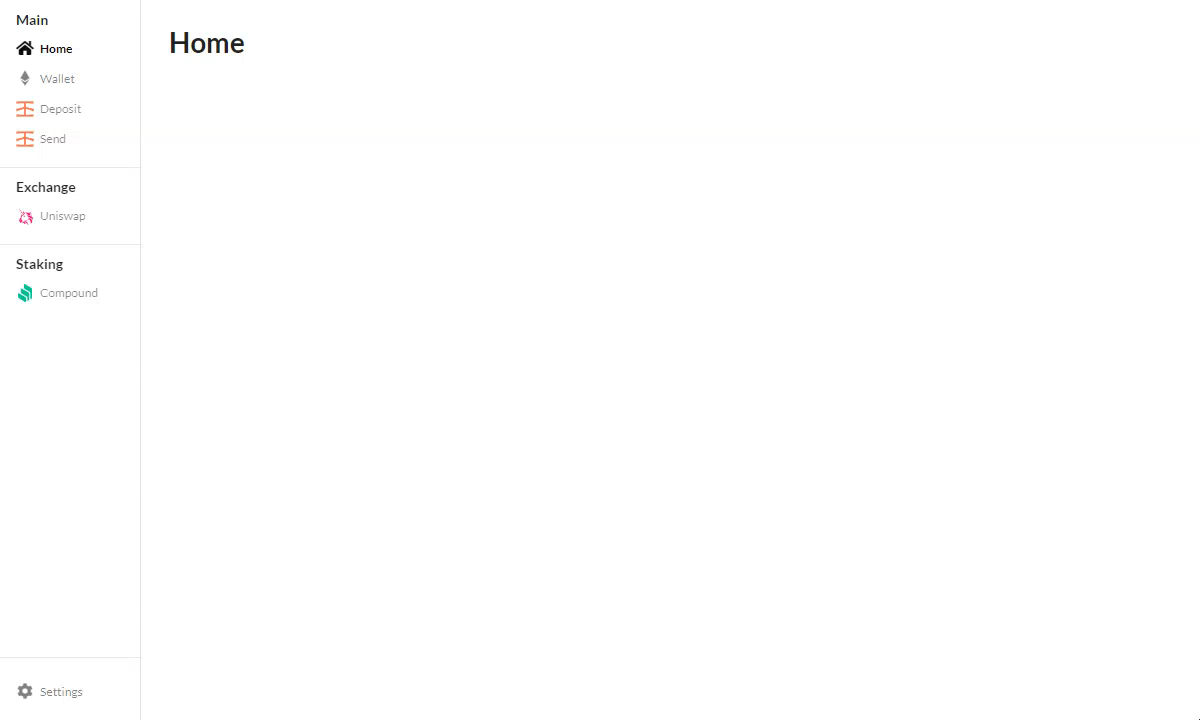 Main
Home
Wallet
Deposit
Send
Exchange
Uniswap
Staking
Compound
Settings
Home